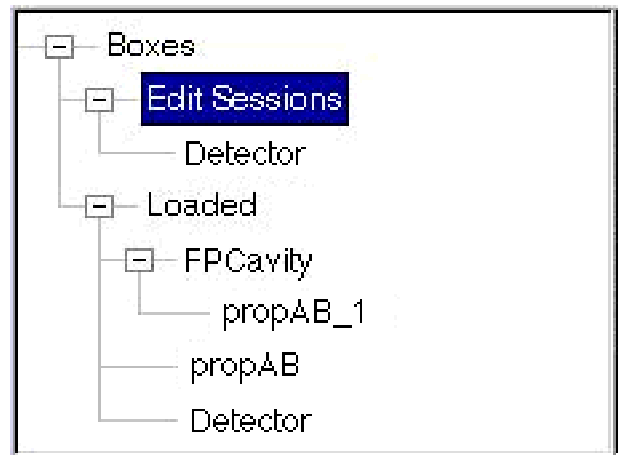 Boxes
Edit Sessions
Detector
Loaded
FPCavity
propAB_1
propAB
Detector